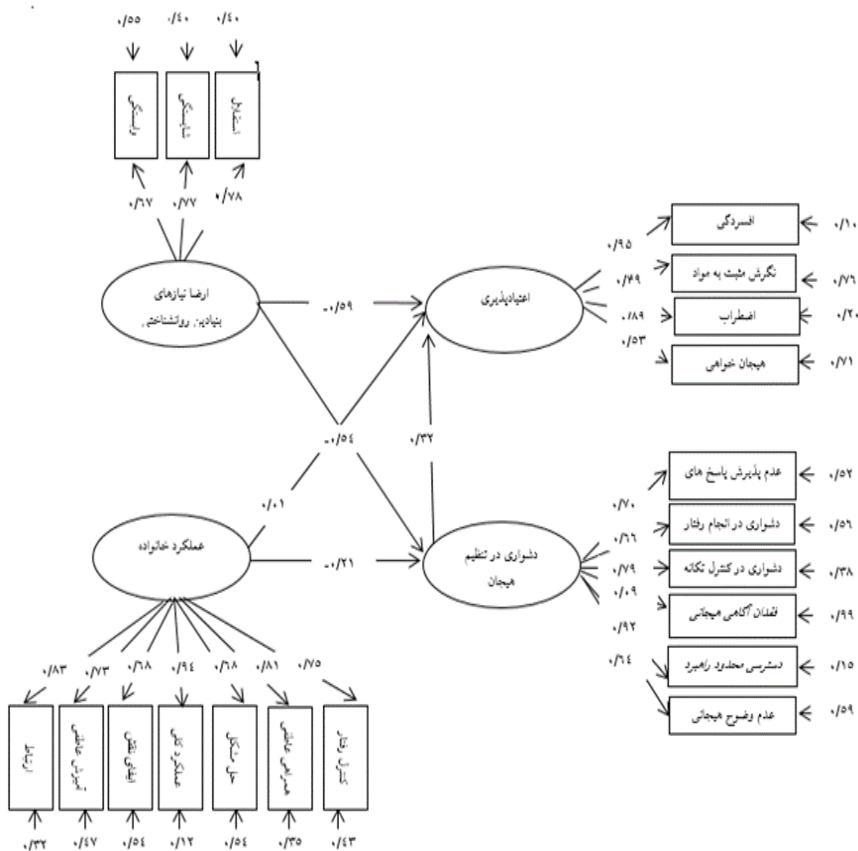 ۰/۵۵ ۰/۴۰ ۰/۴۰
وابستگی
شایستگی
استقلال
۰/۶۷ ۰/۷۷ ۰/۷۸
ارضا نیازهای
بنیادین روانشناختی
-۰/۵۹
اعتیادپذیری
۰/۹۵
۰/۴۹
۰/۸۹
۰/۵۳
افسردگی
۰/۱۰
نگرش مثبت به مواد
۰/۷۶
اضطراب
۰/۲۰
هیجان خواهی
۰/۷۱
-۰/۵۴
۰/۳۲
۰/۰۱
عملکرد خانواده
-۰/۲۱
دشواری در تنظیم
هیجان
۰/۷۰
۰/۶۶
۰/۷۹
۰/۰۹
۰/۹۲
۰/۶۴
عدم پذیرش پاسخ های
۰/۵۲
دشواری در انجام رفتار
۰/۵۶
دشواری در کنترل تکانه
۰/۳۸
فقدان آگاهی هیجانی
۰/۹۹
دسترسی محدود راهبرد
۰/۱۵
عدم وضوح هیجانی
۰/۵۹
۰/۸۳ ۰/۷۳ ۰/۶۸ ۰/۹۴ ۰/۶۸ ۰/۸۱ ۰/۷۵
ارتباط
آمیزش عاطفی
ایفای نقش
عملکرد کلی
حل مشکل
همراهی عاطفی
کنترل رفتار
۰/۳۲ ۰/۴۷ ۰/۵۴ ۰/۱۲ ۰/۵۴ ۰/۳۵ ۰/۴۳